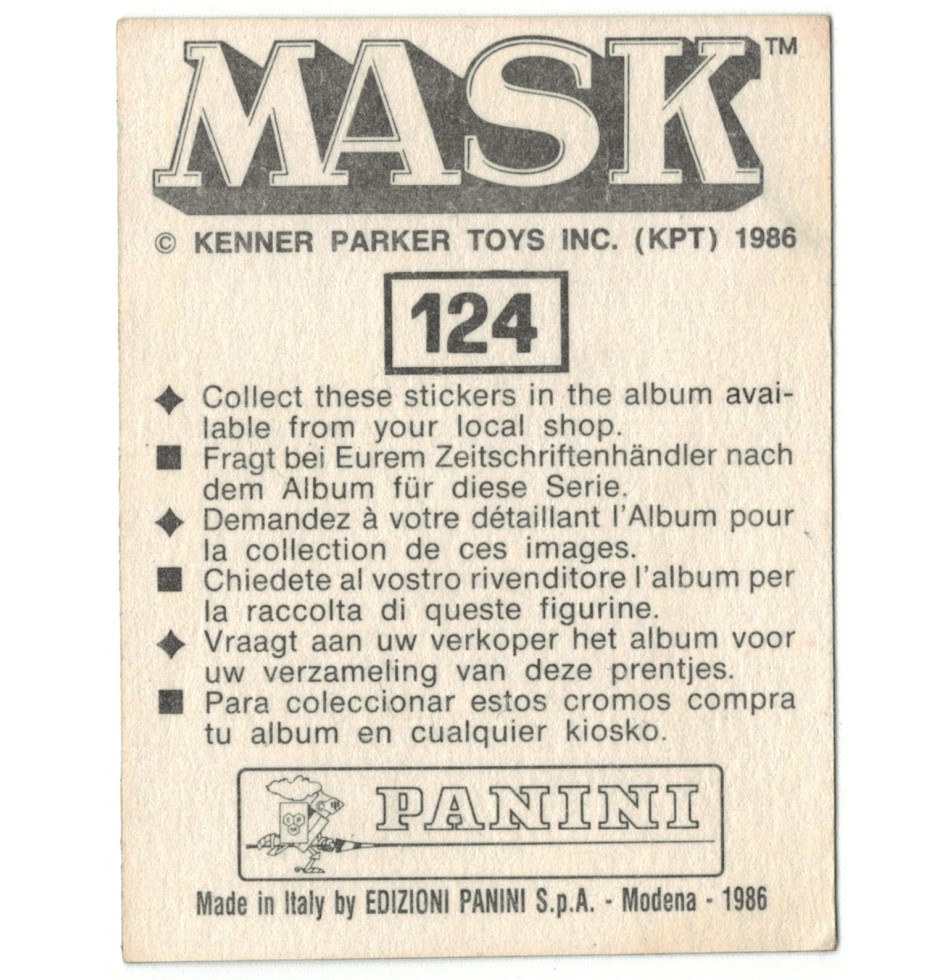 MASK™
© KENNER PARKER TOYS INC. (KPT) 1986
124
♦ Collect these stickers in the album avai-
lable from your local shop.
■ Fragt bei Eurem Zeitschriftenhändler nach
dem Album für diese Serie.
♦ Demandez à votre détaillant l'Album pour
la collection de ces images.
■ Chiedete al vostro rivenditore l'album per
la raccolta di queste figurine.
♦ Vraagt aan uw verkoper het album voor
uw verzameling van deze prentjes.
■ Para coleccionar estos cromos compra
tu album en cualquier kiosko.
PANINI
Made in Italy by EDIZIONI PANINI S.p.A. - Modena - 1986